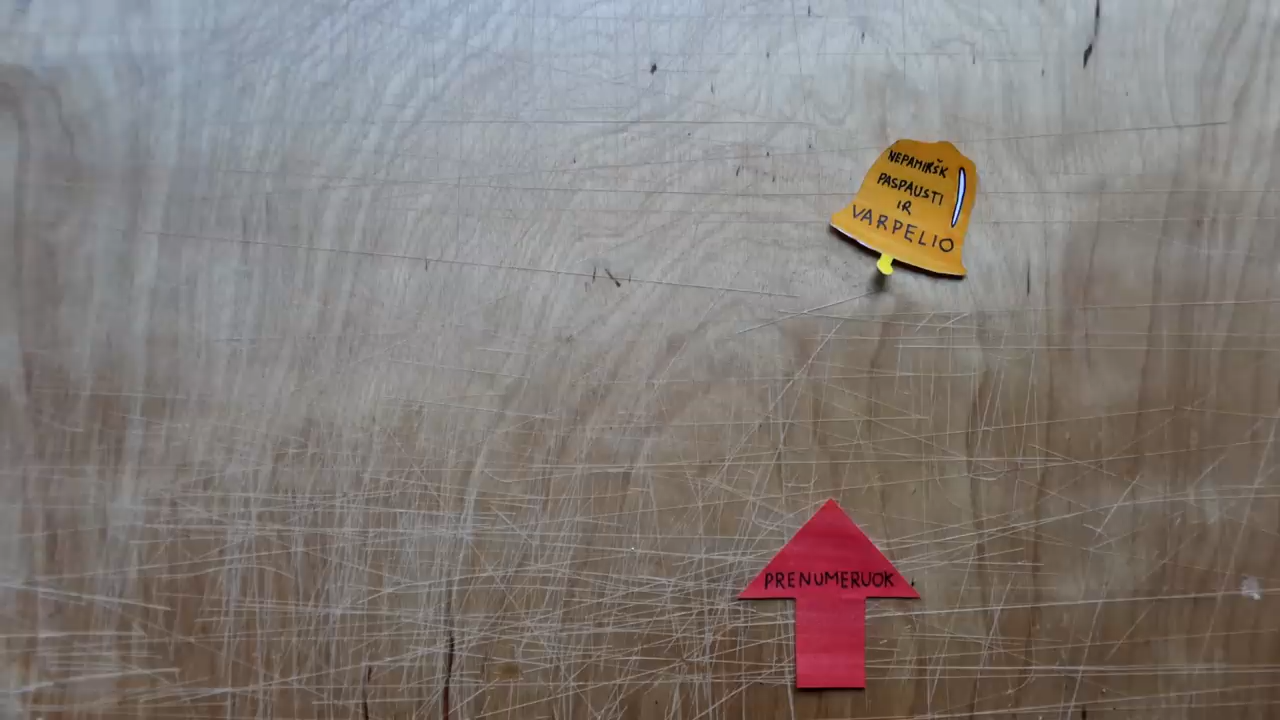 NEPAMIRŠK
PASPAUSTI
IR
VARPELIO
PRENUMERUOK